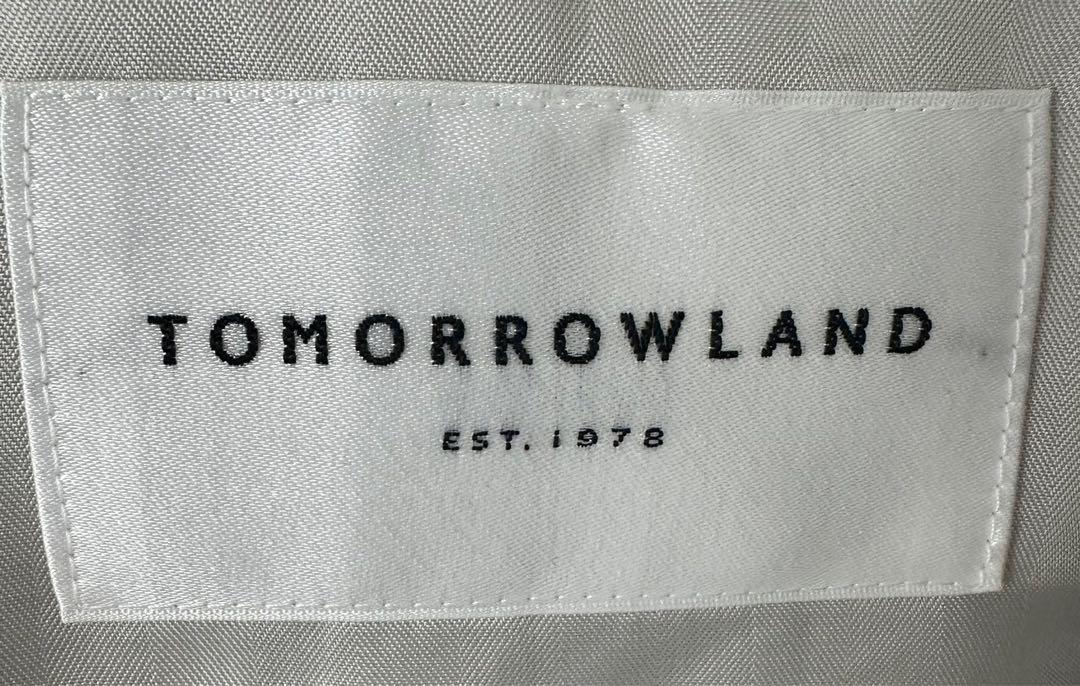 TOMORROWLAND
EST. 1978